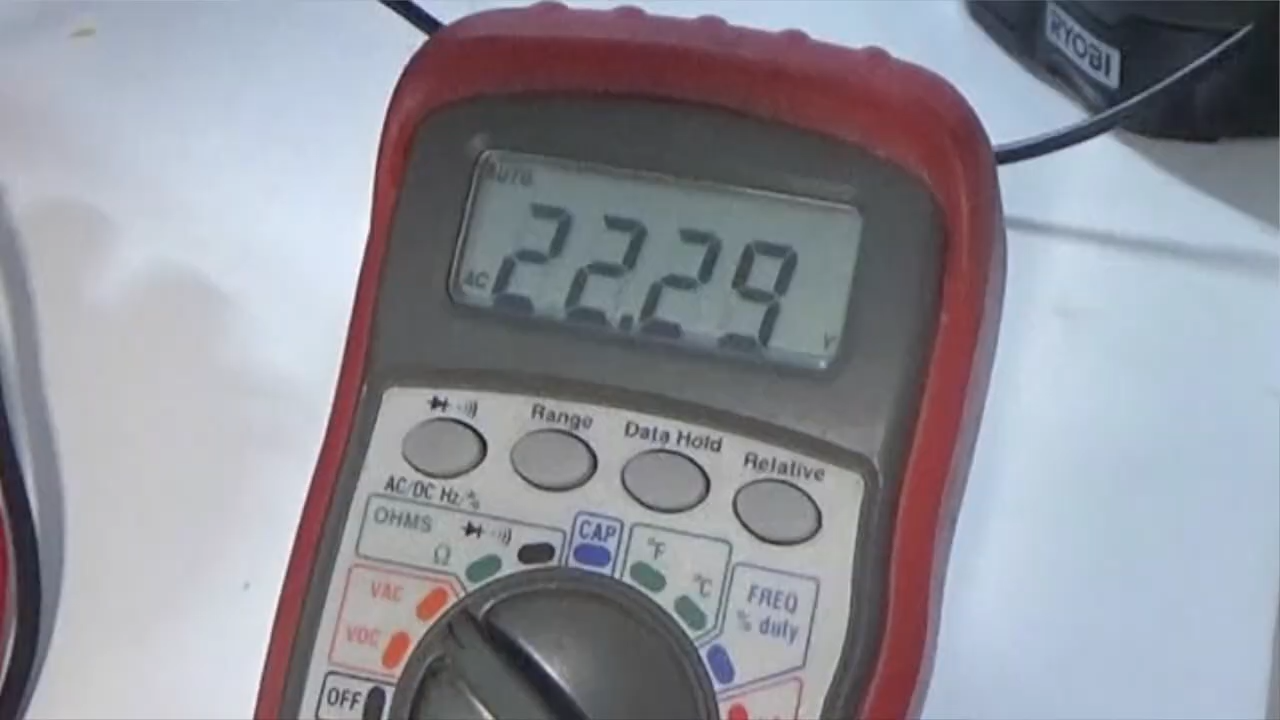 RYOBI
AUTO
AC 22.29 V
Range Data Hold Relative
AC/DC Hz/%
OHMS
Ω
CAP
°F
°C
FREQ
% duty
VAC
VDC
OFF